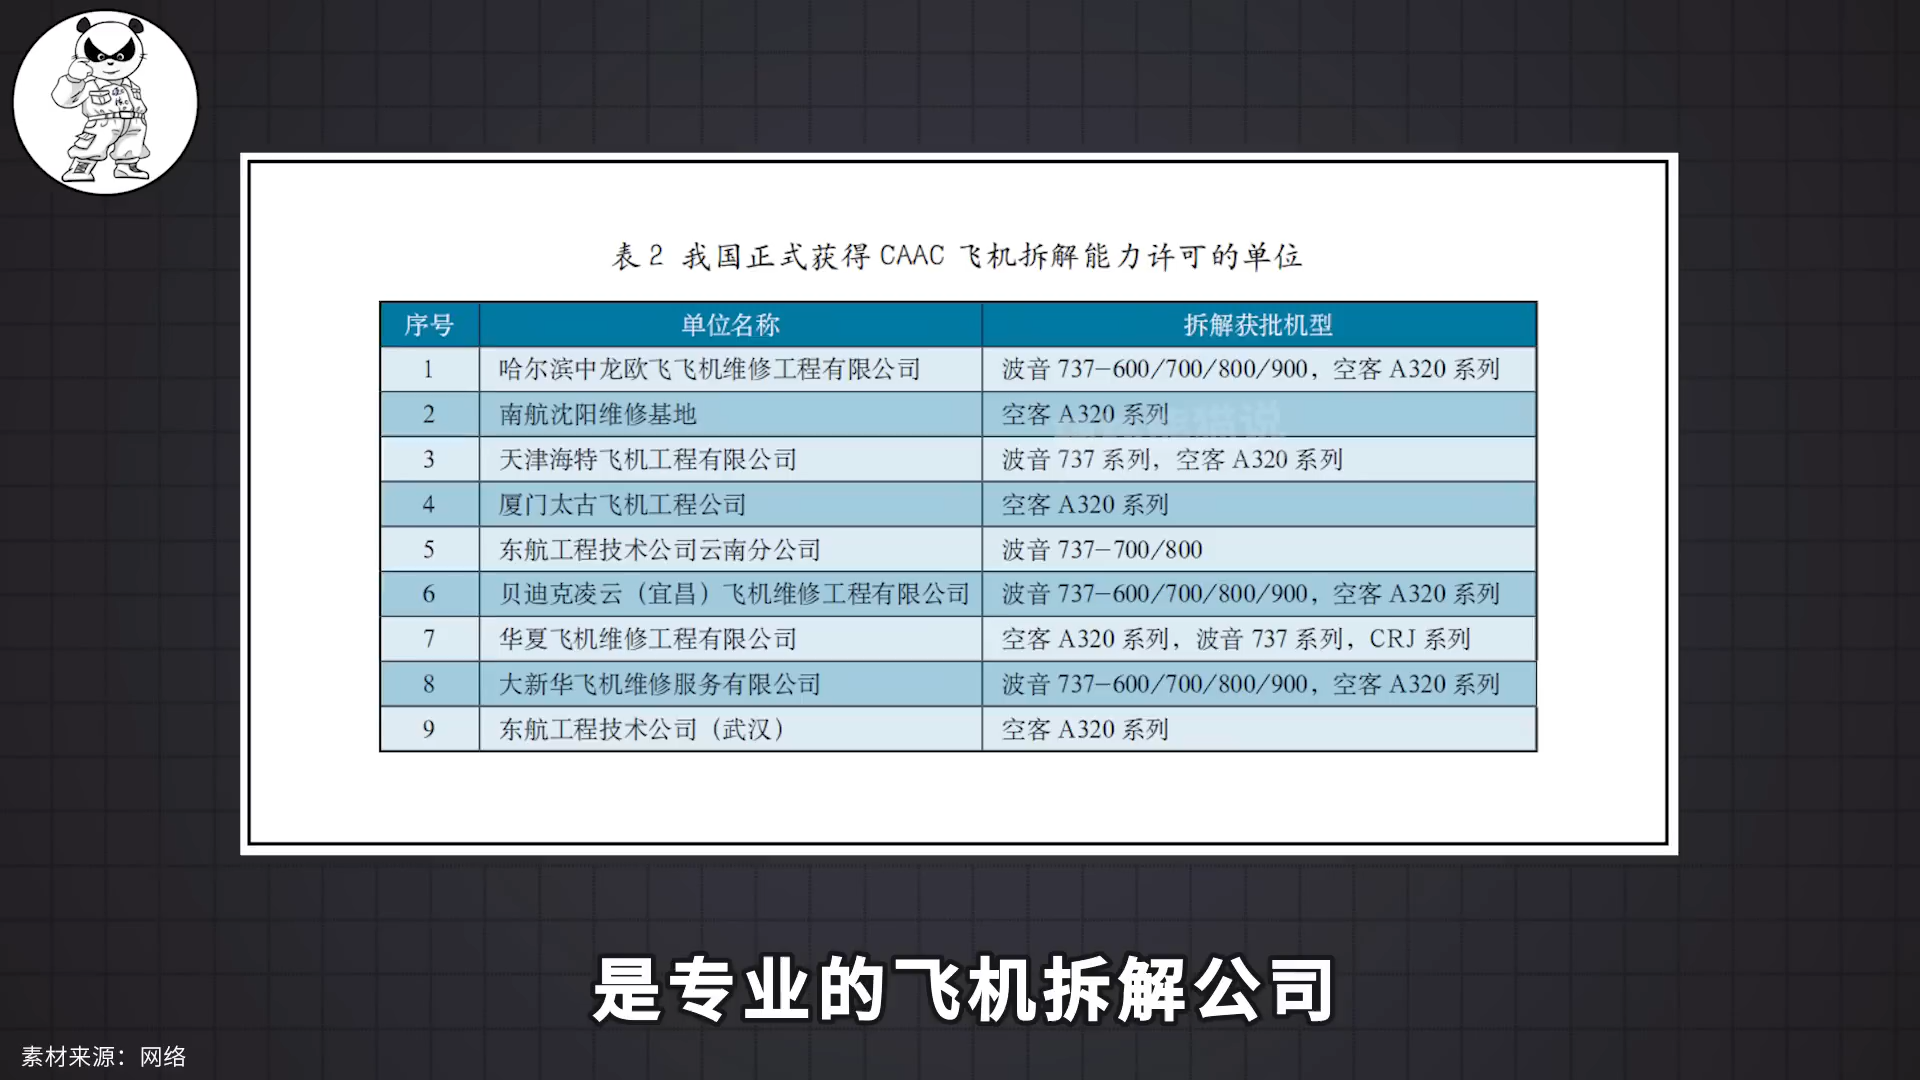 表2 我国正式获得CAAC飞机拆解能力许可的单位
序号 单位名称 拆解获批机型
1 哈尔滨中龙欧飞飞机维修工程有限公司 波音 737-600/700/800/900，空客 A320 系列
2 南航沈阳维修基地 空客 A320 系列
3 天津海特飞机工程有限公司 波音 737 系列，空客 A320 系列
4 厦门太古飞机工程公司 空客 A320 系列
5 东航工程技术公司云南分公司 波音 737-700/800
6 贝迪克凌云（宜昌）飞机维修工程有限公司 波音 737-600/700/800/900，空客 A320 系列
7 华夏飞机维修工程有限公司 空客 A320 系列，波音 737 系列，CRJ 系列
8 大新华飞机维修服务有限公司 波音 737-600/700/800/900，空客 A320 系列
9 东航工程技术公司（武汉） 空客 A320 系列
是专业的飞机拆解公司
素材来源：网络